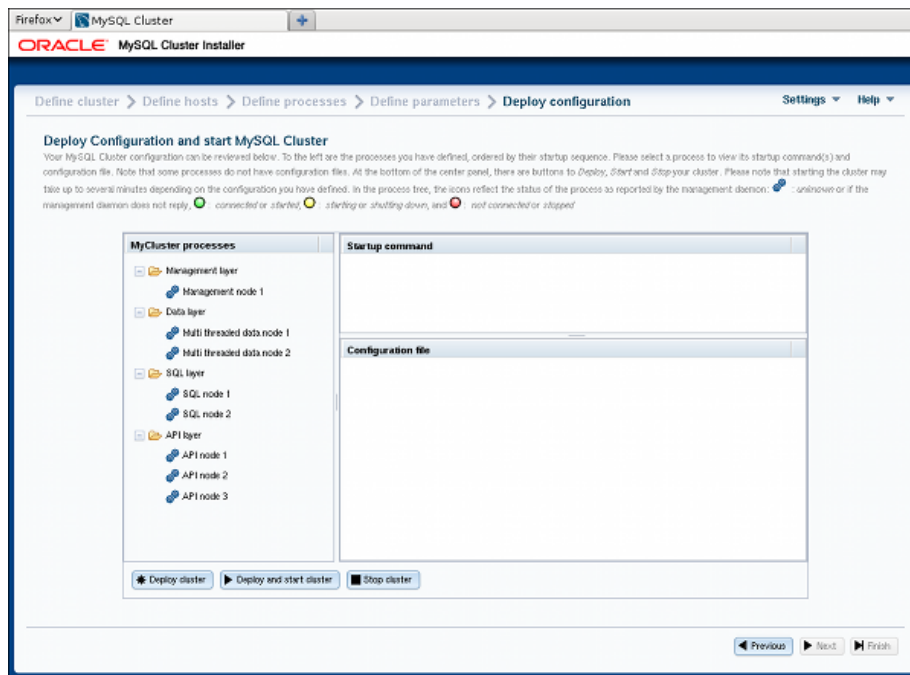 Firefox MySQL Cluster
ORACLE MySQL Cluster Installer
Define cluster Define hosts Define processes Define parameters Deploy configuration Settings Help
Deploy Configuration and start MySQL Cluster
Your MySQL Cluster configuration can be reviewed below. To the left are the processes you have defined, ordered by their startup sequence. Please select a process to view its startup command(s) and
configuration file. Note that some processes do not have configuration files. At the bottom of the center panel, there are buttons to Deploy, Start and Stop your cluster. Please note that starting the cluster may
take up to several minutes depending on the configuration you have defined. In the process tree, the icons reflect the status of the process as reported by the management daemon: : unknown or if the
management daemon does not reply, : connected or started, : starting or shutting down, and : not connected or stopped
MyCluster processes
Management layer
Management node 1
Data layer
Multi threaded data node 1
Multi threaded data node 2
SQL layer
SQL node 1
SQL node 2
API layer
API node 1
API node 2
API node 3
Startup command
Configuration file
Deploy cluster Deploy and start cluster Stop cluster
Previous Next Finish